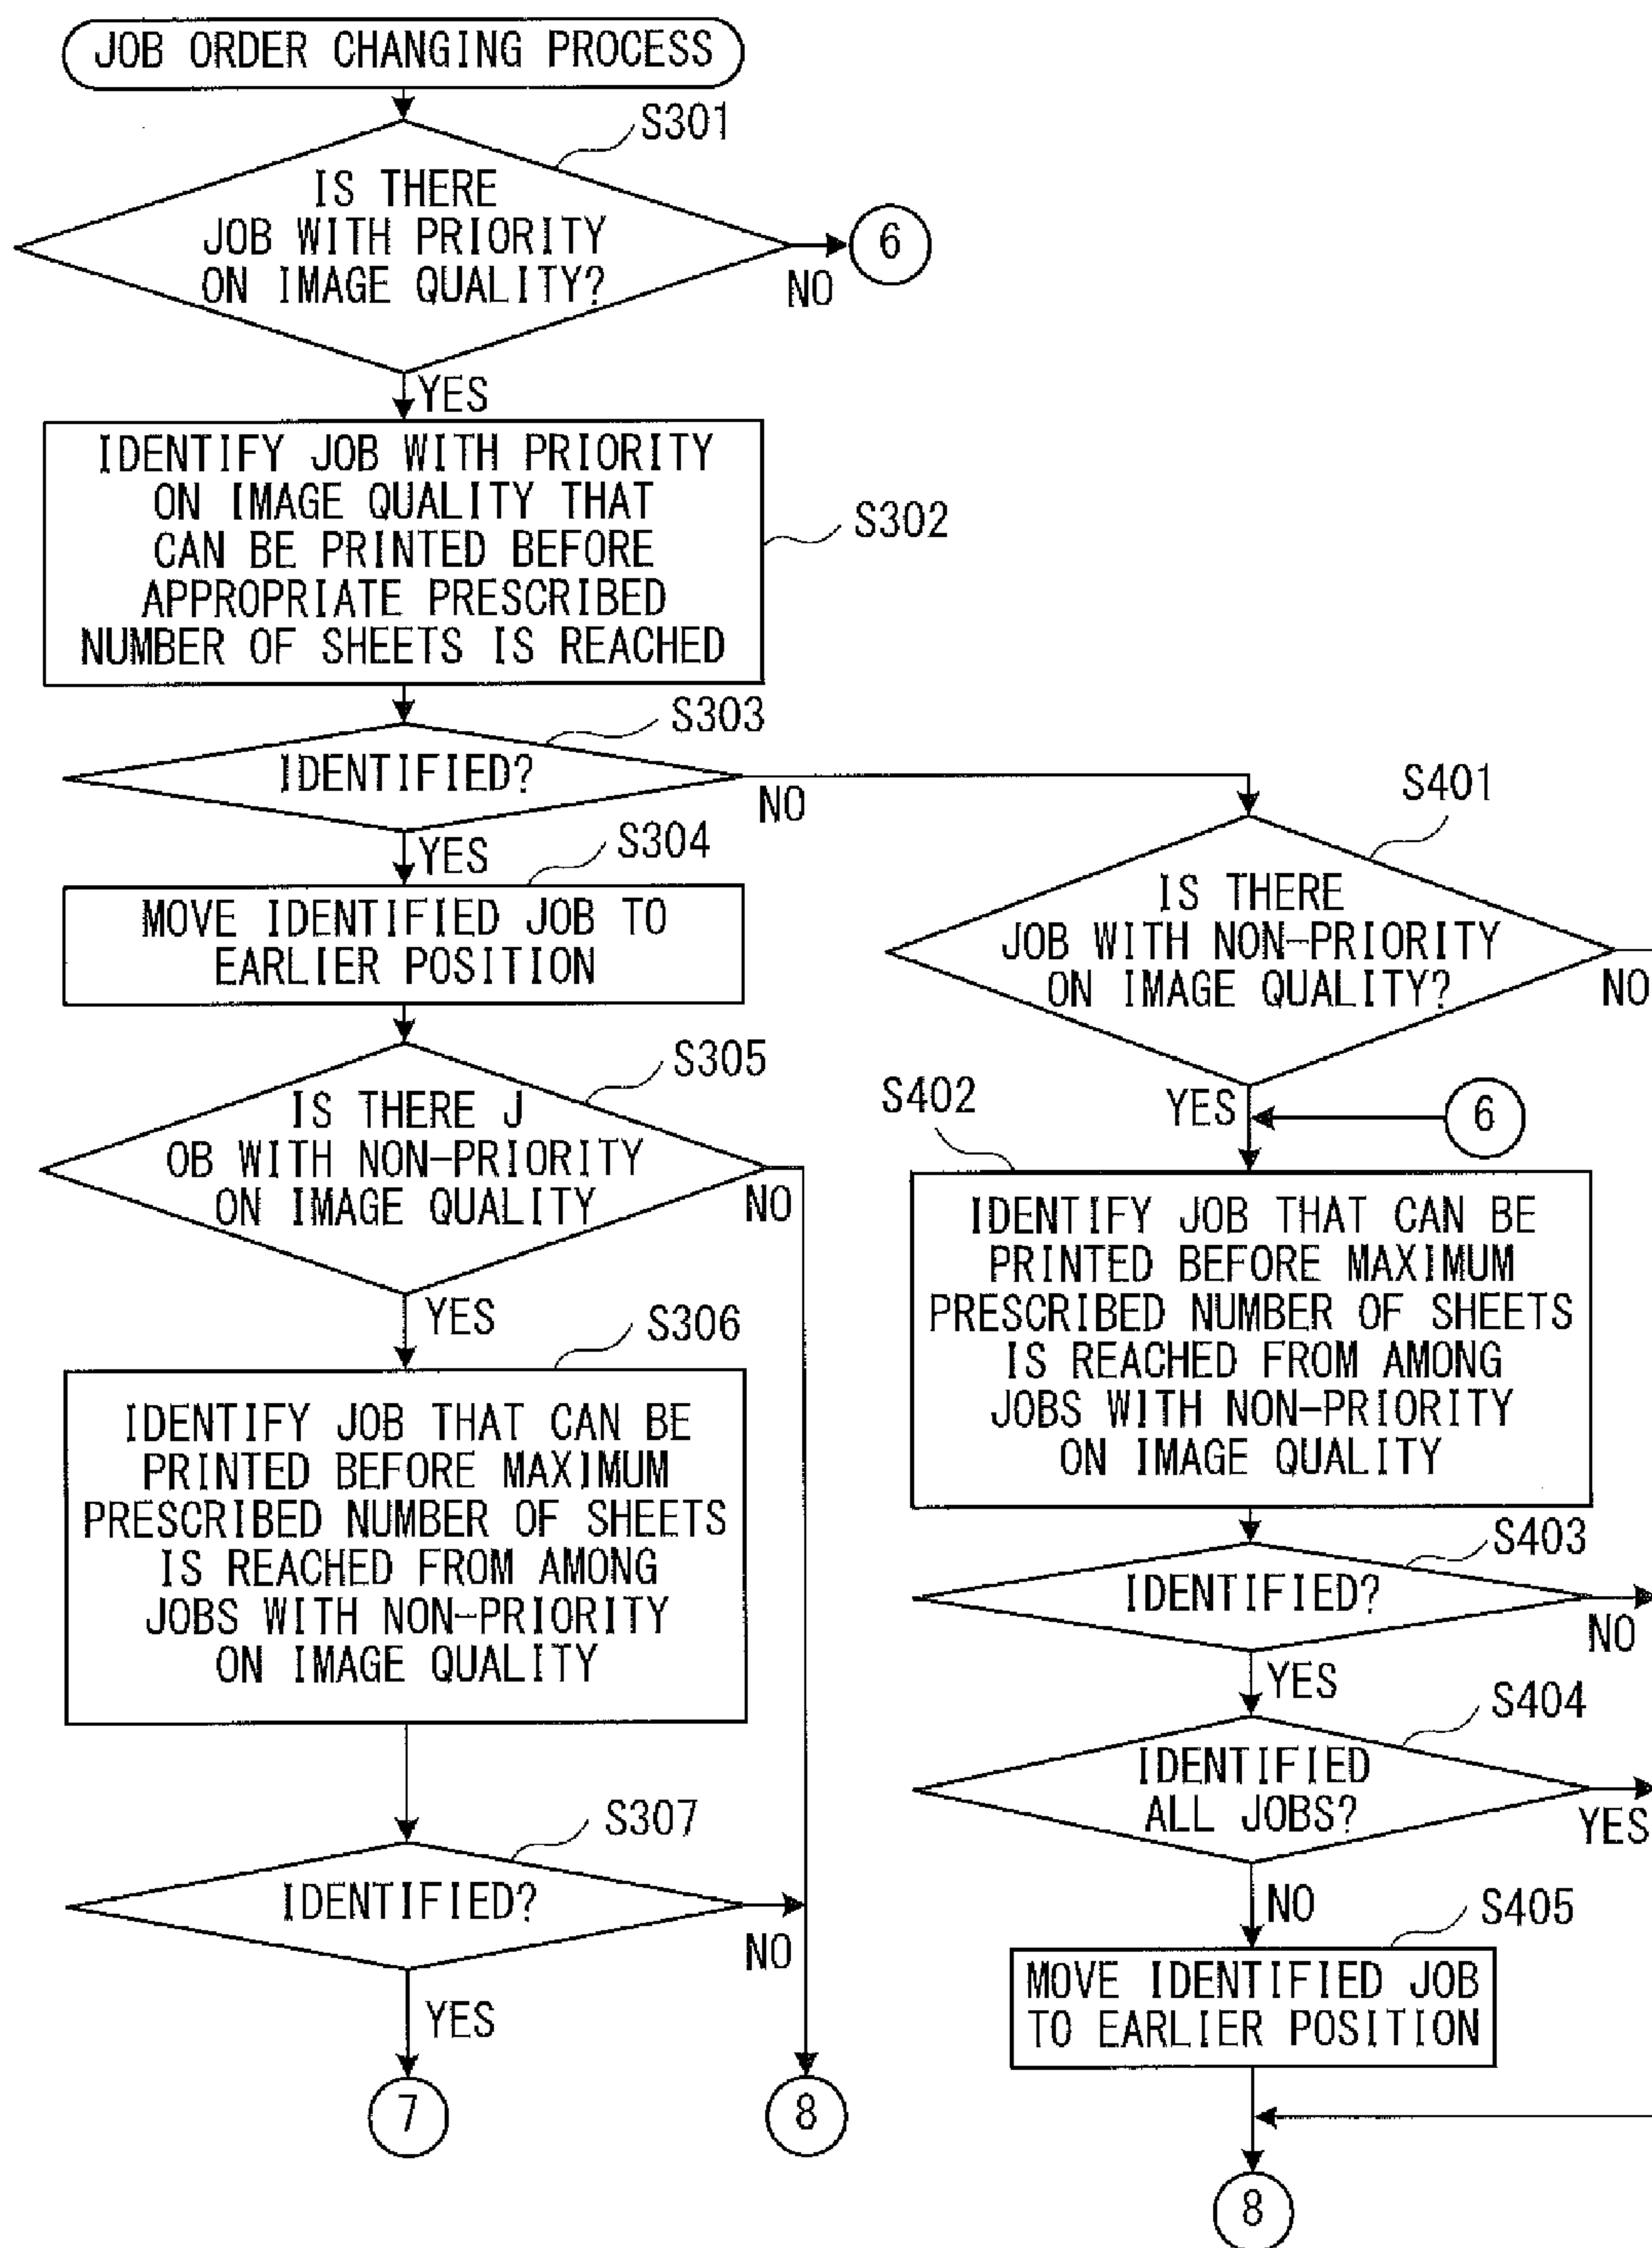 JOB ORDER CHANGING PROCESS
S301
IS THERE
JOB WITH PRIORITY
ON IMAGE QUALITY?
NO
6
YES
IDENTIFY JOB WITH PRIORITY
ON IMAGE QUALITY THAT
CAN BE PRINTED BEFORE
APPROPRIATE PRESCRIBED
NUMBER OF SHEETS IS REACHED
S302
S303
IDENTIFIED?
NO
YES
S304
MOVE IDENTIFIED JOB TO
EARLIER POSITION
S305
IS THERE J
OB WITH NON-PRIORITY
ON IMAGE QUALITY
NO
YES
S306
IDENTIFY JOB THAT CAN BE
PRINTED BEFORE MAXIMUM
PRESCRIBED NUMBER OF SHEETS
IS REACHED FROM AMONG
JOBS WITH NON-PRIORITY
ON IMAGE QUALITY
S307
IDENTIFIED?
NO
YES
7
8
S401
IS THERE
JOB WITH NON-PRIORITY
ON IMAGE QUALITY?
NO
YES
6
S402
IDENTIFY JOB THAT CAN BE
PRINTED BEFORE MAXIMUM
PRESCRIBED NUMBER OF SHEETS
IS REACHED FROM AMONG
JOBS WITH NON-PRIORITY
ON IMAGE QUALITY
S403
IDENTIFIED?
NO
YES
S404
IDENTIFIED
ALL JOBS?
YES
NO
S405
MOVE IDENTIFIED JOB
TO EARLIER POSITION
8